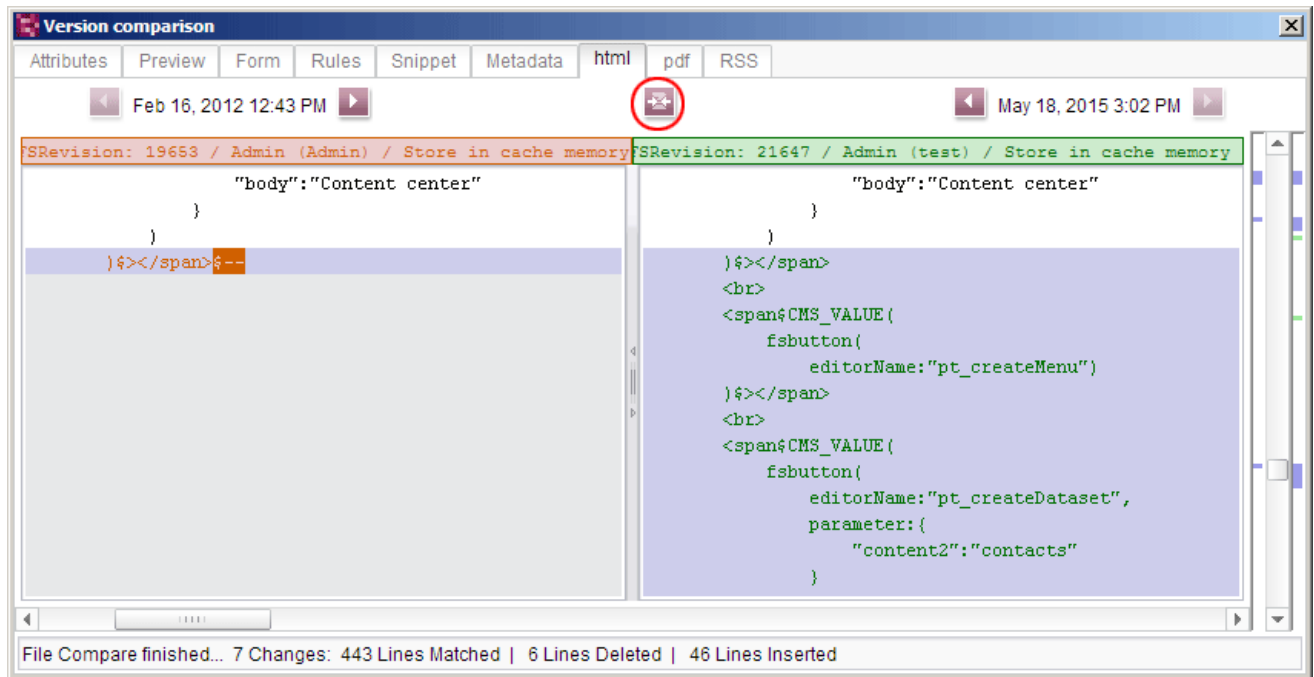 Version comparison
Attributes Preview Form Rules Snippet Metadata html pdf RSS
Feb 16, 2012 12:43 PM
May 18, 2015 3:02 PM
FSRevision: 19653 / Admin (Admin) / Store in cache memory
FSRevision: 21647 / Admin (test) / Store in cache memory
"body":"Content center"
}
)
)$></span>$--
"body":"Content center"
}
)
)$></span>
<br>
<span$CMS_VALUE(
fsbutton(
editorName:"pt_createMenu")
)$></span>
<br>
<span$CMS_VALUE(
fsbutton(
editorName:"pt_createDataset",
parameter:{
"content2":"contacts"
}
File Compare finished... 7 Changes: 443 Lines Matched | 6 Lines Deleted | 46 Lines Inserted